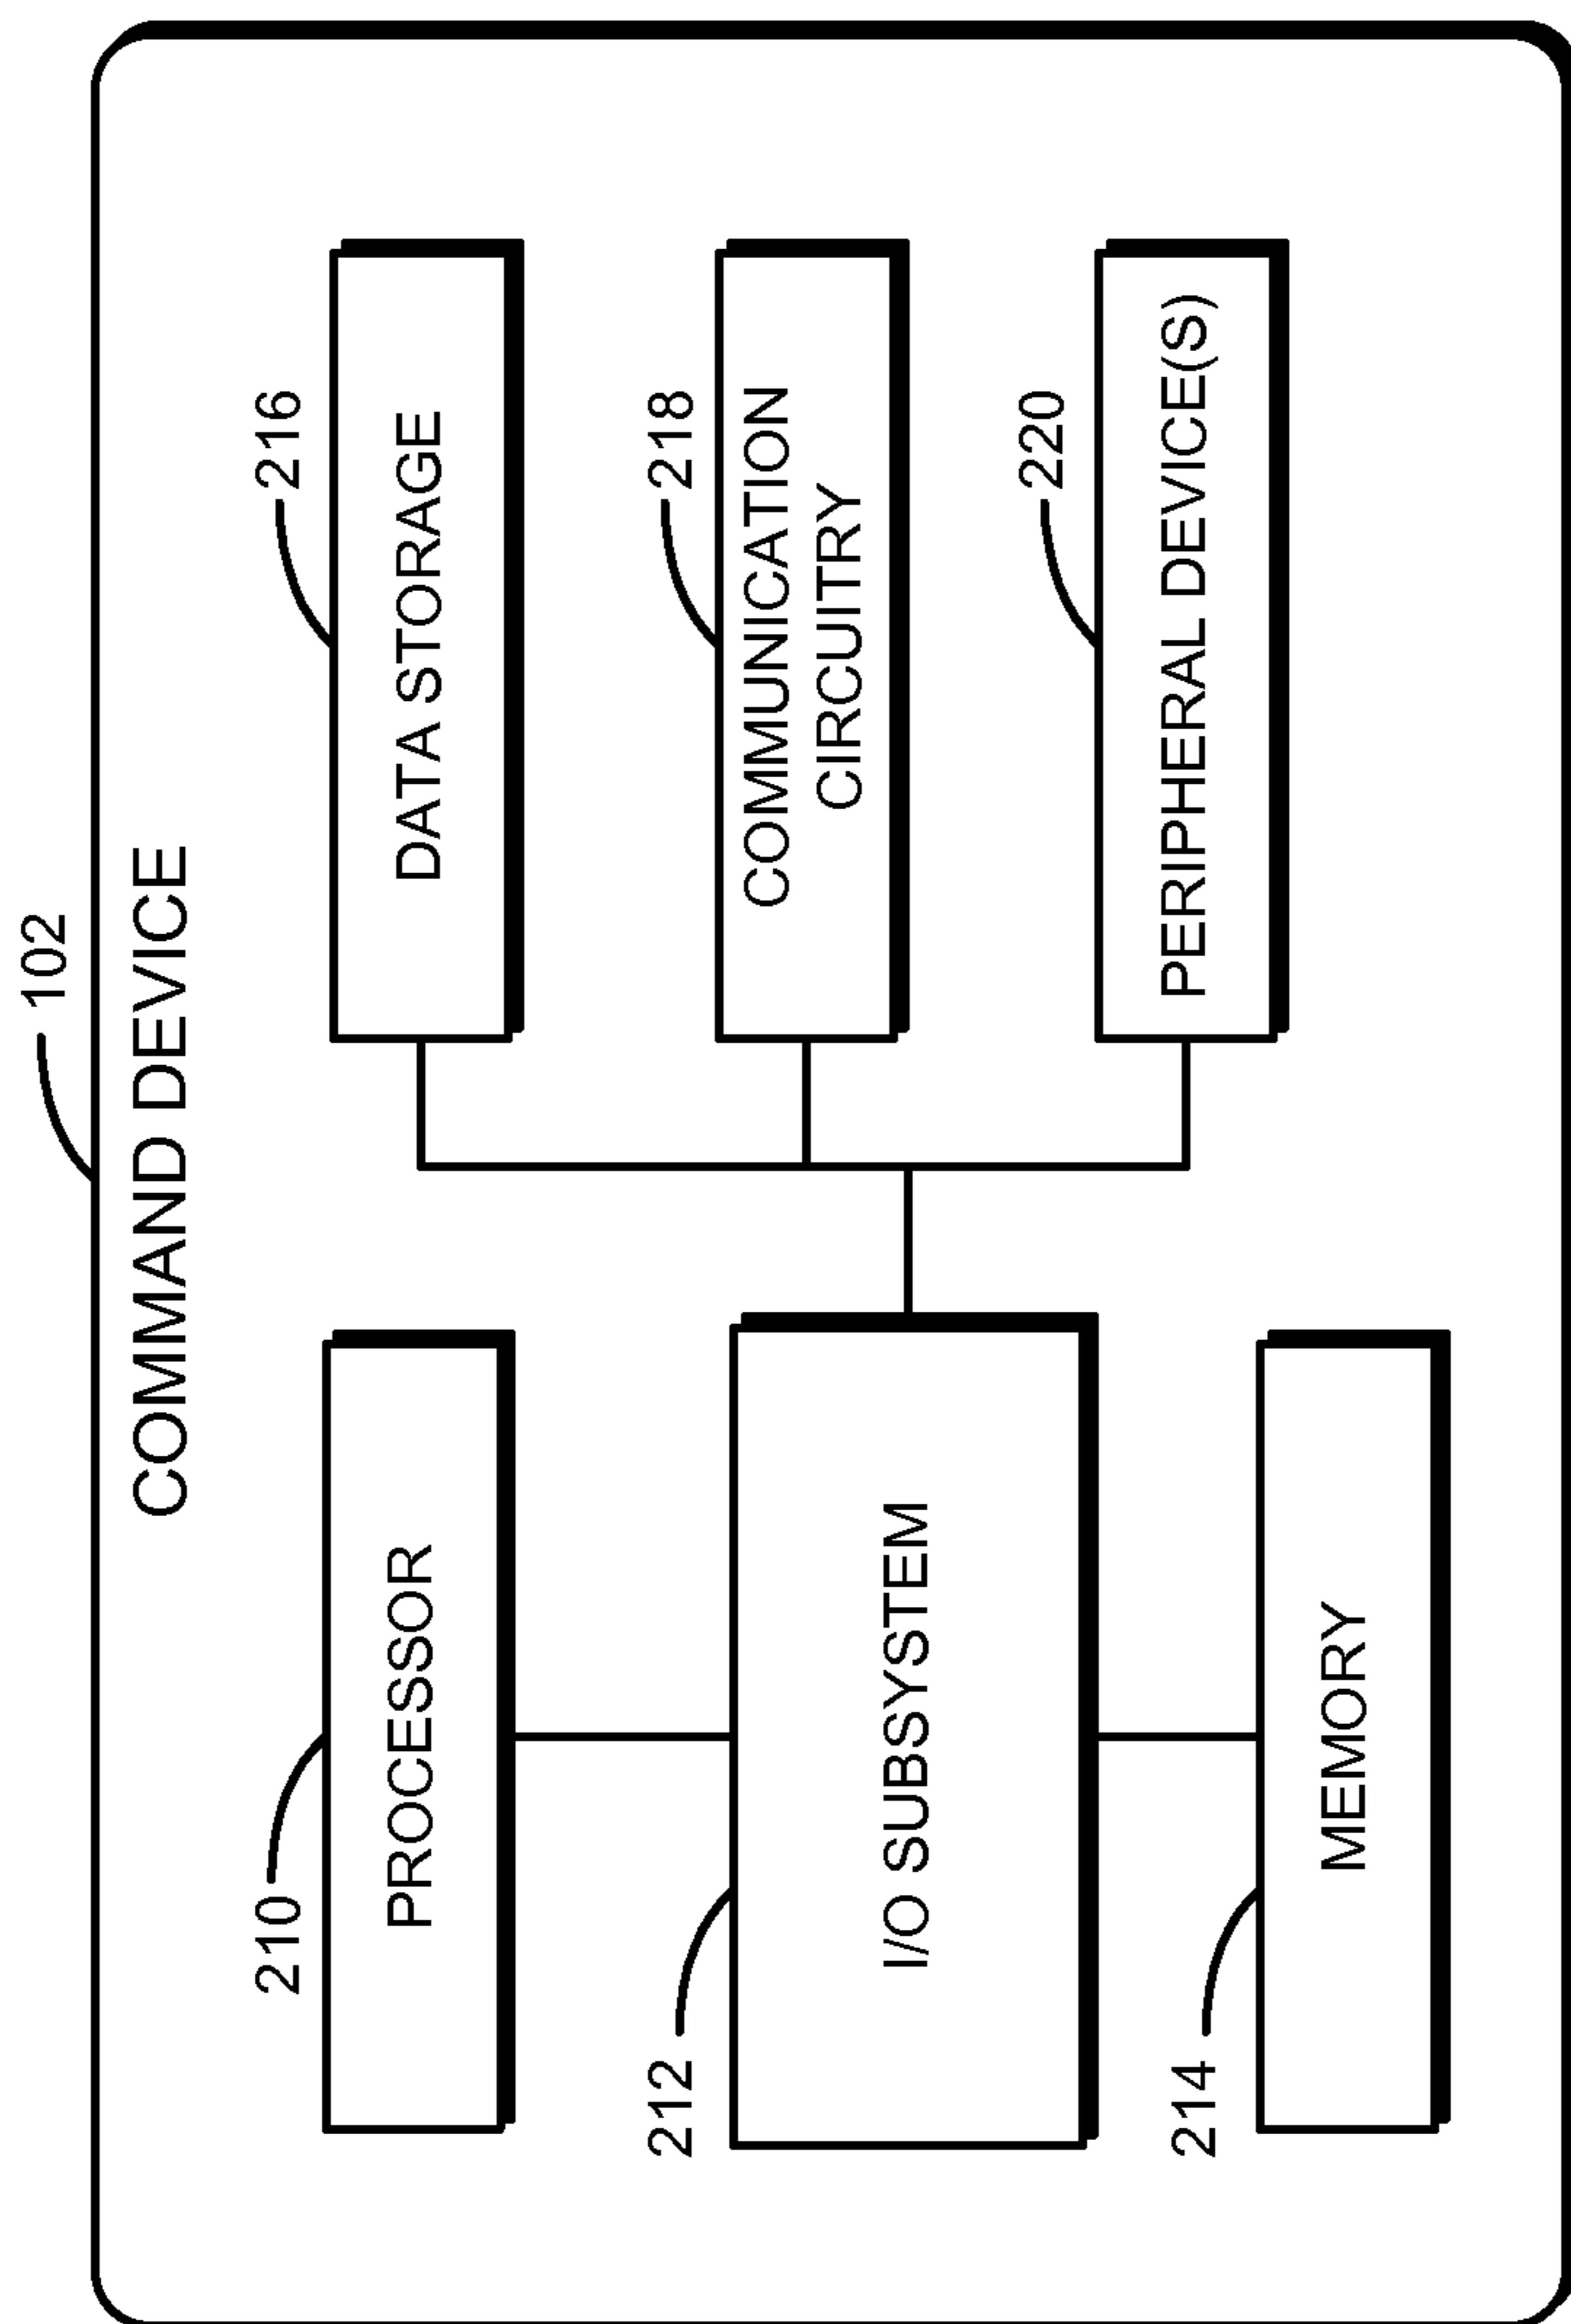 102
COMMAND DEVICE
210
PROCESSOR
216
DATA STORAGE
212
I/O SUBSYSTEM
218
COMMUNICATION
CIRCUITRY
214
MEMORY
220
PERIPHERAL DEVICE(S)